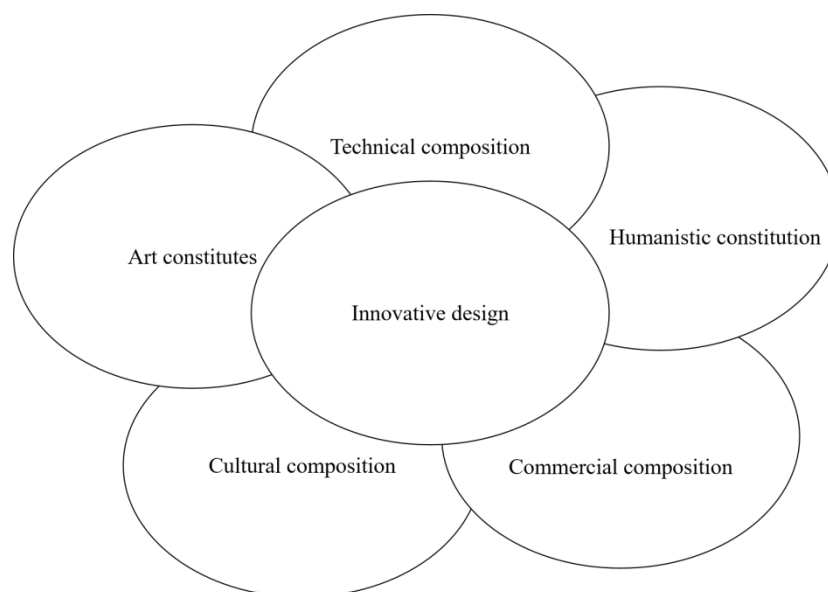 Technical composition
Humanistic constitution
Art constitutes
Innovative design
Cultural composition
Commercial composition